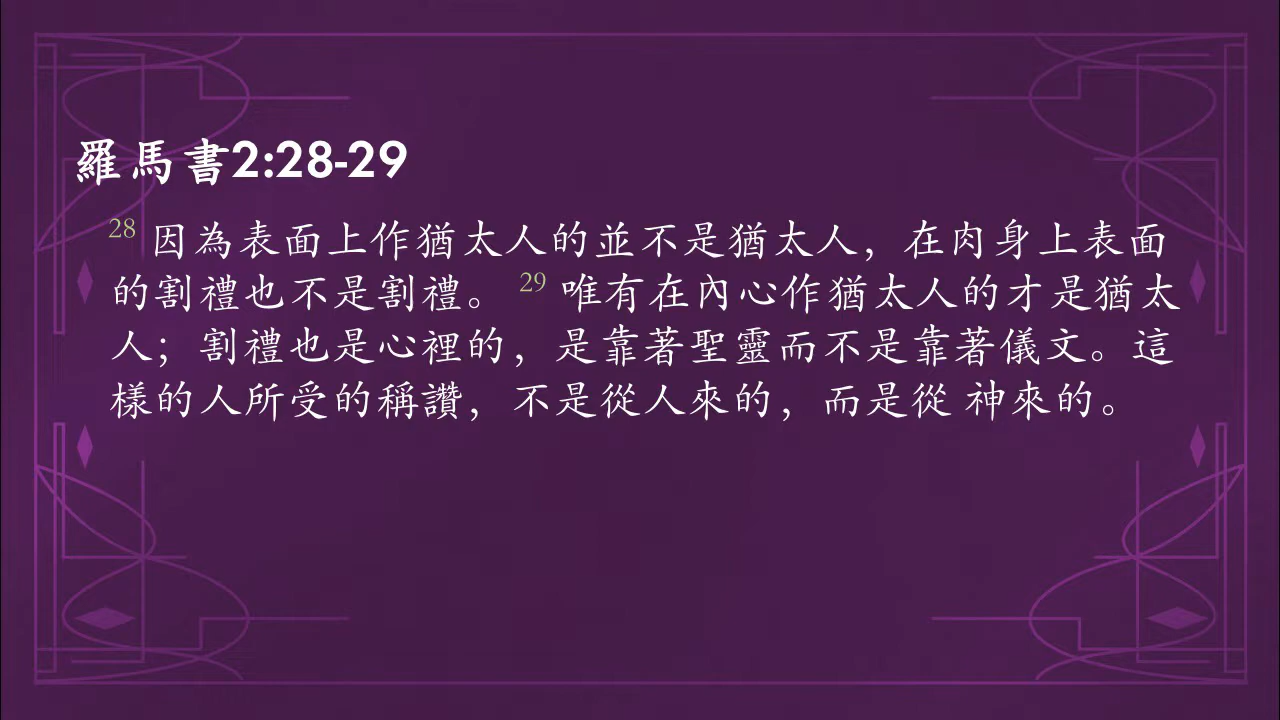 羅馬書2:28-29
28 因為表面上作猶太人的並不是猶太人，在肉身上表面
的割禮也不是割禮。 29 唯有在內心作猶太人的才是猶太
人；割禮也是心裡的，是靠著聖靈而不是靠著儀文。這
樣的人所受的稱讚，不是從人來的，而是從 神來的。